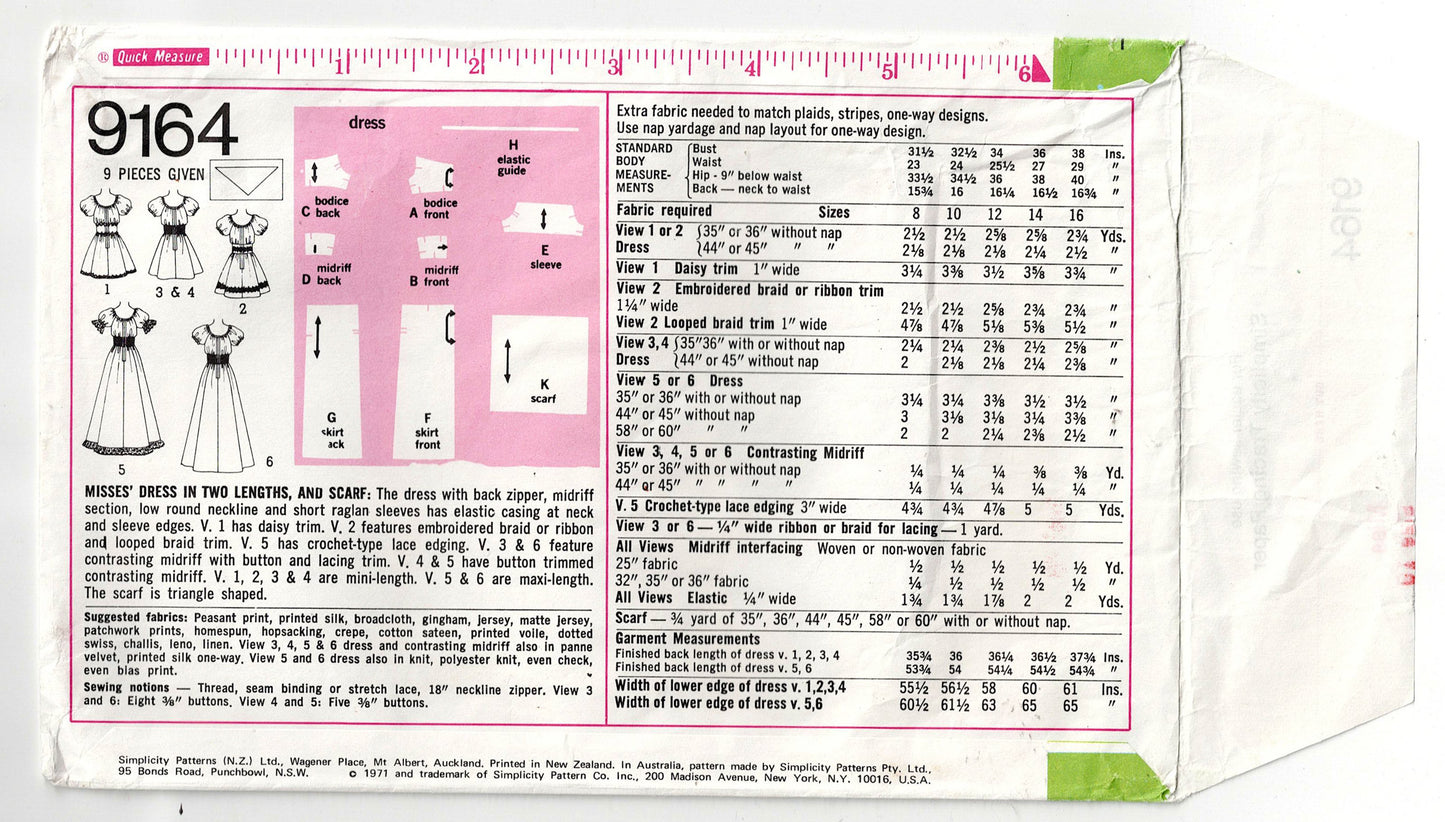 ® Quick Measure 1 2 3 4 5 6
9164
9 PIECES GIVEN
1
3 & 4
2
5
6
dress
H
elastic
guide
bodice
C back
bodice
A front
E
sleeve
midriff
D back
midriff
B front
G
skirt
ack
F
skirt
front
K
scarf
MISSES' DRESS IN TWO LENGTHS, AND SCARF: The dress with back zipper, midriff
section, low round neckline and short raglan sleeves has elastic casing at neck
and sleeve edges. V. 1 has daisy trim. V. 2 features embroidered braid or ribbon
and looped braid trim. V. 5 has crochet-type lace edging. V. 3 & 6 feature
contrasting midriff with button and lacing trim. V. 4 & 5 have button trimmed
contrasting midriff. V. 1, 2, 3 & 4 are mini-length. V. 5 & 6 are maxi-length.
The scarf is triangle shaped.
Suggested fabrics: Peasant print, printed silk, broadcloth, gingham, jersey, matte jersey,
patchwork prints, homespun, hopsacking, crepe, cotton sateen, printed voile, dotted
swiss, challis, leno, linen. View 3, 4, 5 & 6 dress and contrasting midriff also in panne
velvet, printed silk one-way. View 5 and 6 dress also in knit, polyester knit, even check,
even bias print.
Sewing notions — Thread, seam binding or stretch lace, 18" neckline zipper. View 3
and 6: Eight ⅜" buttons. View 4 and 5: Five ⅜" buttons.
Extra fabric needed to match plaids, stripes, one-way designs.
Use nap yardage and nap layout for one-way design.
STANDARD Bust 31½ 32½ 34 36 38 Ins.
BODY Waist 23 24 25½ 27 29 "
MEASURE- Hip - 9" below waist 33½ 34½ 36 38 40 "
MENTS Back — neck to waist 15¾ 16 16¼ 16½ 16¾ "
Fabric required Sizes 8 10 12 14 16
View 1 or 2 35" or 36" without nap 2½ 2½ 2⅝ 2⅝ 2¾ Yds.
Dress 44" or 45" " " 2⅛ 2⅛ 2⅛ 2¼ 2½ "
View 1 Daisy trim 1" wide 3¼ 3⅜ 3½ 3⅝ 3¾ "
View 2 Embroidered braid or ribbon trim
1¼" wide 2½ 2½ 2⅝ 2¾ 2¾ "
View 2 Looped braid trim 1" wide 4⅞ 4⅞ 5⅛ 5⅜ 5½ "
View 3,4 35"36" with or without nap 2¼ 2¼ 2⅜ 2½ 2⅝ "
Dress 44" or 45" without nap 2 2⅛ 2⅛ 2¼ 2⅜ "
View 5 or 6 Dress
35" or 36" with or without nap 3¼ 3¼ 3⅜ 3½ 3½ "
44" or 45" without nap 3 3⅛ 3⅛ 3¼ 3⅜ "
58" or 60" " " 2 2 2¼ 2⅜ 2½ "
View 3, 4, 5 or 6 Contrasting Midriff
35" or 36" with or without nap ¼ ¼ ¼ ⅜ ⅜ Yd.
44" or 45" " " " " ¼ ¼ ¼ ¼ ¼ "
V. 5 Crochet-type lace edging 3" wide 4¾ 4¾ 4⅞ 5 5 Yds.
View 3 or 6 — ¼" wide ribbon or braid for lacing — 1 yard.
All Views Midriff interfacing Woven or non-woven fabric
25" fabric ½ ½ ½ ½ ½ Yd.
32", 35" or 36" fabric ¼ ½ ½ ½ ½ "
All Views Elastic ¼" wide 1¾ 1¾ 1⅞ 2 2 Yds.
Scarf — ¾ yard of 35", 36", 44", 45", 58" or 60" with or without nap.
Garment Measurements
Finished back length of dress v. 1, 2, 3, 4 35¾ 36 36¼ 36½ 37¾ Ins.
Finished back length of dress v. 5, 6 53¾ 54 54¼ 54½ 54¾ "
Width of lower edge of dress v. 1,2,3,4 55½ 56½ 58 60 61 Ins.
Width of lower edge of dress v. 5,6 60½ 61½ 63 65 65 "
Simplicity Patterns (N.Z.) Ltd., Wagener Place, Mt Albert, Auckland. Printed in New Zealand. In Australia, pattern made by Simplicity Patterns Pty. Ltd.,
95 Bonds Road, Punchbowl, N.S.W. © 1971 and trademark of Simplicity Pattern Co. Inc., 200 Madison Avenue, New York, N.Y. 10016, U.S.A.
9164